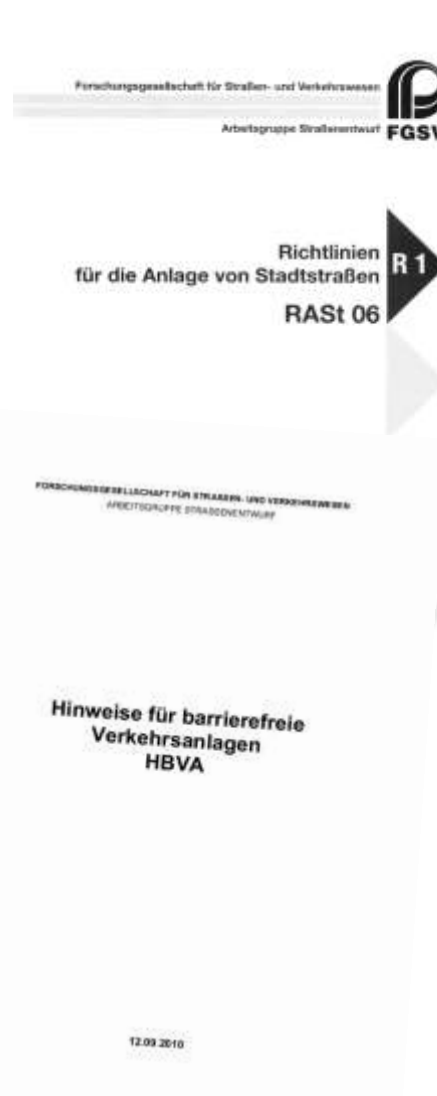 Forschungsgesellschaft für Straßen- und Verkehrswesen
Arbeitsgruppe Straßenentwurf
FGSV
Richtlinien
für die Anlage von Stadtstraßen
R 1
RASt 06
FORSCHUNGSGESELLSCHAFT FÜR STRASSEN- UND VERKEHRSWESEN
ARBEITSGRUPPE STRASSENENTWURF
Hinweise für barrierefreie
Verkehrsanlagen
HBVA
12.09.2010